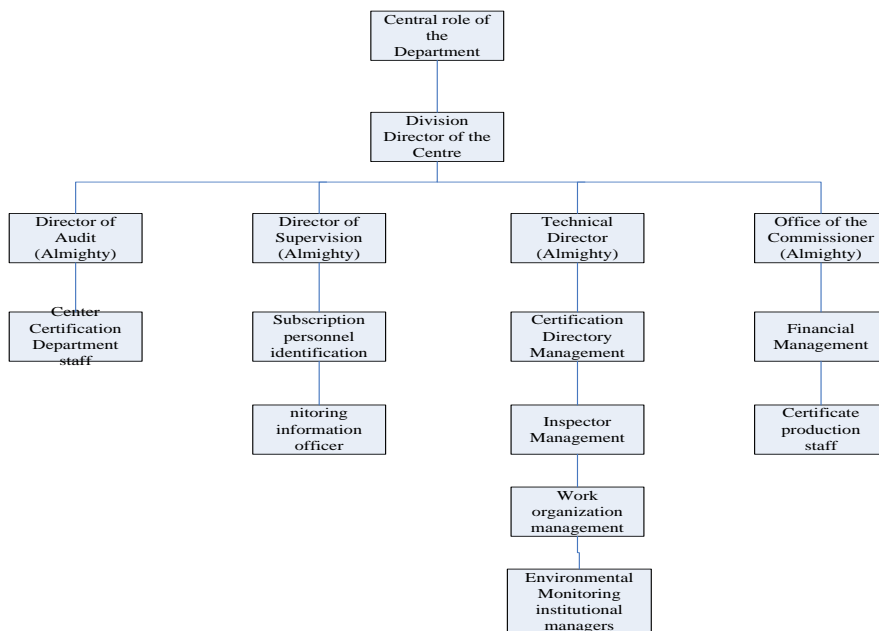 Central role of
the
Department
Division
Director of the
Centre
Director of
Audit
(Almighty)
Director of
Supervision
(Almighty)
Technical
Director
(Almighty)
Office of the
Commissioner
(Almighty)
Center
Certification
Department
staff
Subscription
personnel
identification
Certification
Directory
Management
Financial
Management
nitoring
information
officer
Inspector
Management
Certificate
production
staff
Work
organization
management
Environmental
Monitoring
institutional
managers